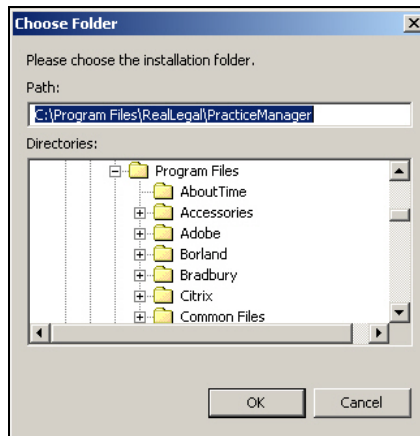 Choose Folder
Please choose the installation folder.
Path:
C:\Program Files\RealLegal\PracticeManager
Directories:
Program Files
AboutTime
Accessories
Adobe
Borland
Bradbury
Citrix
Common Files
OK Cancel